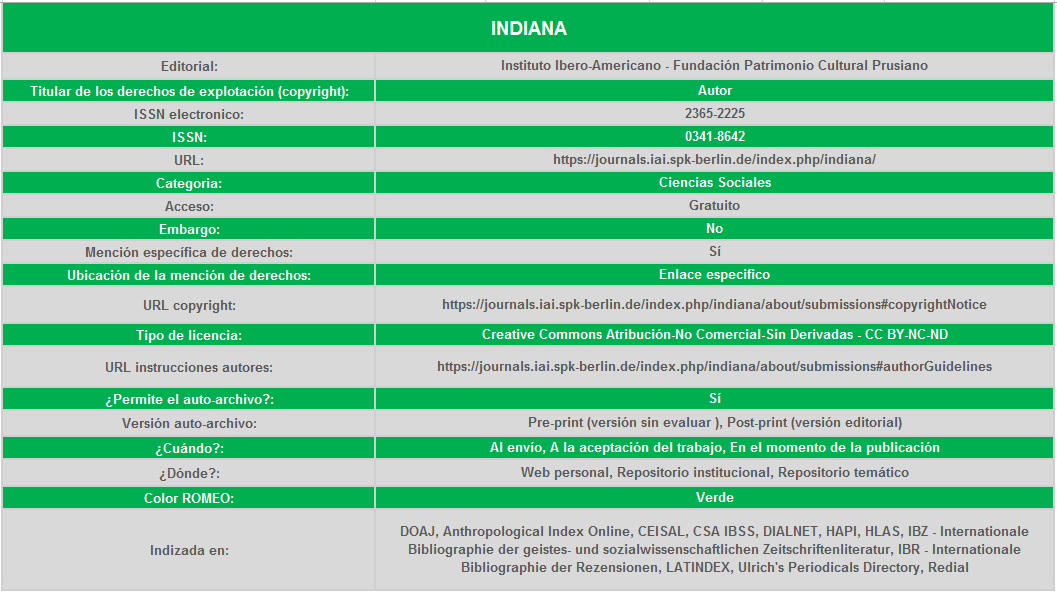 INDIANA
Editorial: Instituto Ibero-Americano - Fundación Patrimonio Cultural Prusiano
Titular de los derechos de explotación (copyright): Autor
ISSN electronico: 2365-2225
ISSN: 0341-8642
URL: https://journals.iai.spk-berlin.de/index.php/indiana/
Categoria: Ciencias Sociales
Acceso: Gratuito
Embargo: No
Mención específica de derechos: Sí
Ubicación de la mención de derechos: Enlace especifico
URL copyright: https://journals.iai.spk-berlin.de/index.php/indiana/about/submissions#copyrightNotice
Tipo de licencia: Creative Commons Atribución-No Comercial-Sin Derivadas - CC BY-NC-ND
URL instrucciones autores: https://journals.iai.spk-berlin.de/index.php/indiana/about/submissions#authorGuidelines
¿Permite el auto-archivo?: Sí
Versión auto-archivo: Pre-print (versión sin evaluar ), Post-print (versión editorial)
¿Cuándo?: Al envío, A la aceptación del trabajo, En el momento de la publicación
¿Dónde?: Web personal, Repositorio institucional, Repositorio temático
Color ROMEO: Verde
Indizada en: DOAJ, Anthropological Index Online, CEISAL, CSA IBSS, DIALNET, HAPI, HLAS, IBZ - Internationale
Bibliographie der geistes- und sozialwissenschaftlichen Zeitschriftenliteratur, IBR - Internationale
Bibliographie der Rezensionen, LATINDEX, Ulrich's Periodicals Directory, Redial